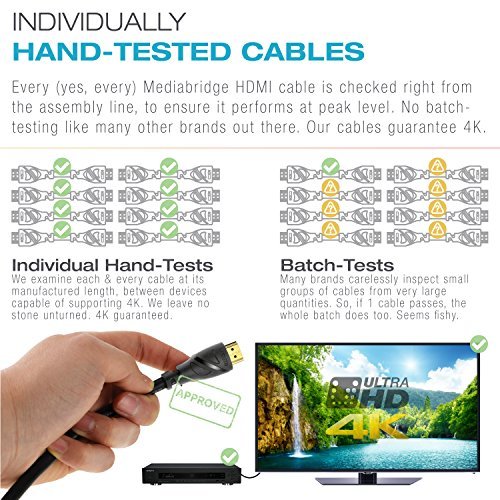 INDIVIDUALLY
HAND-TESTED CABLES
Every (yes, every) Mediabridge HDMI cable is checked right from
the assembly line, to ensure it performs at peak level. No batch-
testing like many other brands out there. Our cables guarantee 4K.
Individual Hand-Tests
We examine each & every cable at its
manufactured length, between devices
capable of supporting 4K. We leave no
stone unturned. 4K guaranteed.
Batch-Tests
Many brands carelessly inspect small
groups of cables from very large
quantities. So, if 1 cable passes, the
whole batch does too. Seems fishy.
APPROVED
ULTRA
HD
4K